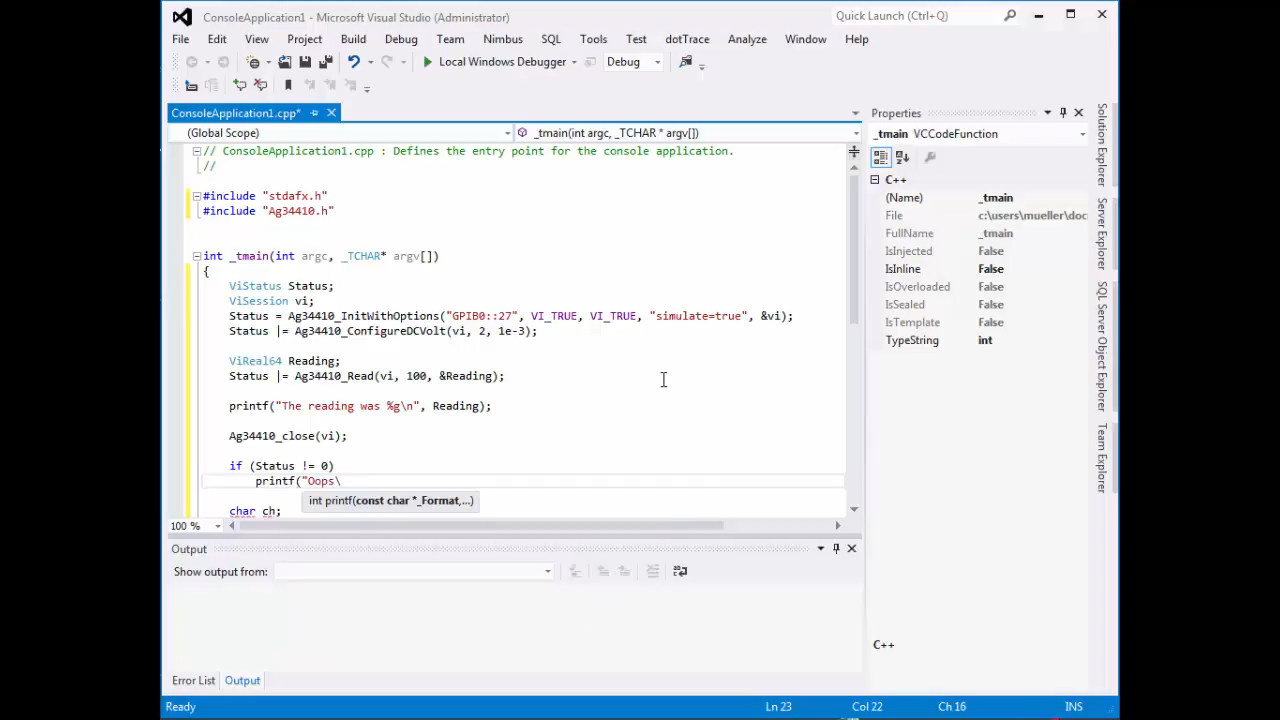 ConsoleApplication1 - Microsoft Visual Studio (Administrator)
Quick Launch (Ctrl+Q)
File Edit View Project Build Debug Team Nimbus SQL Tools Test dotTrace Analyze Window Help
Local Windows Debugger Debug
ConsoleApplication1.cpp*
(Global Scope) _tmain(int argc, _TCHAR * argv[])
// ConsoleApplication1.cpp : Defines the entry point for the console application.
//
#include "stdafx.h"
#include "Ag34410.h"
int _tmain(int argc, _TCHAR* argv[])
{
ViStatus Status;
ViSession vi;
Status = Ag34410_InitWithOptions("GPIB0::27", VI_TRUE, VI_TRUE, "simulate=true", &vi);
Status |= Ag34410_ConfigureDCVolt(vi, 2, 1e-3);
ViReal64 Reading;
Status |= Ag34410_Read(vi, 100, &Reading);
printf("The reading was %g\n", Reading);
Ag34410_close(vi);
if (Status != 0)
printf("Oops\
int printf(const char *_Format,...)
char ch;
100 %
Output
Show output from:
Error List Output
Properties
_tmain VCCodeFunction
C++
(Name) _tmain
File c:\users\mueller\doc
FullName _tmain
IsInjected False
IsInline False
IsOverloaded False
IsSealed False
IsTemplate False
TypeString int
C++
Solution Explorer
Server Explorer
SQL Server Object Explorer
Team Explorer
Ready Ln 23 Col 22 Ch 16 INS